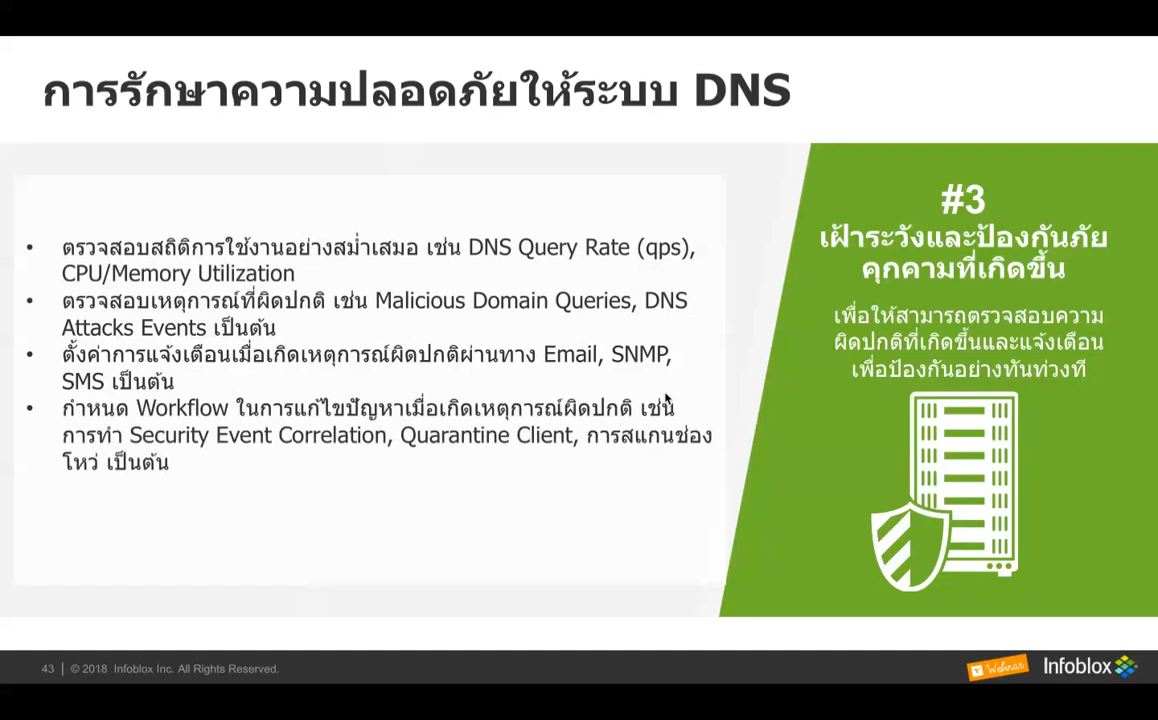 การรักษาความปลอดภัยให้ระบบ DNS
• ตรวจสอบสถิติการใช้งานอย่างสม่ำเสมอ เช่น DNS Query Rate (qps),
CPU/Memory Utilization
• ตรวจสอบเหตุการณ์ที่ผิดปกติ เช่น Malicious Domain Queries, DNS
Attacks Events เป็นต้น
• ตั้งค่าการแจ้งเตือนเมื่อเกิดเหตุการณ์ผิดปกติผ่านทาง Email, SNMP,
SMS เป็นต้น
• กำหนด Workflow ในการแก้ไขปัญหาเมื่อเกิดเหตุการณ์ผิดปกติ เช่น
การทำ Security Event Correlation, Quarantine Client, การสแกนช่อง
โหว่ เป็นต้น
#3
เฝ้าระวังและป้องกันภัย
คุกคามที่เกิดขึ้น
เพื่อให้สามารถตรวจสอบความ
ผิดปกติที่เกิดขึ้นและแจ้งเตือน
เพื่อป้องกันอย่างทันท่วงที
43 | © 2018 Infoblox Inc. All Rights Reserved.
Webinar
Infoblox